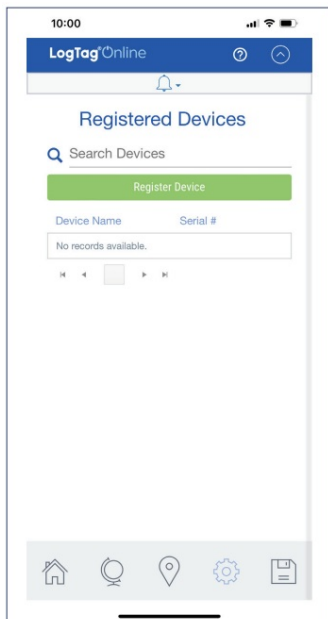 10:00
LogTag®Online
Registered Devices
Search Devices
Register Device
Device Name Serial #
No records available.